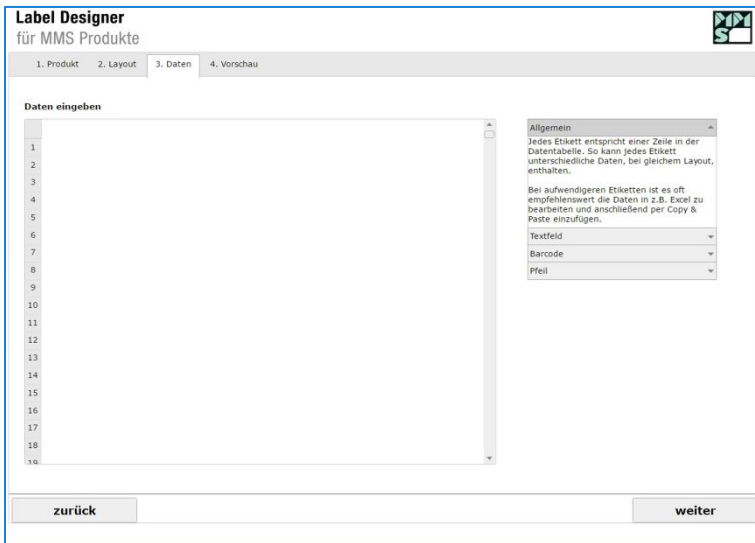 Label Designer
für MMS Produkte
MMS
1. Produkt 2. Layout 3. Daten 4. Vorschau
Daten eingeben
1
2
3
4
5
6
7
8
9
10
11
12
13
14
15
16
17
18
19
Allgemein
Jedes Etikett entspricht einer Zeile in der
Datentabelle. So kann jedes Etikett
unterschiedliche Daten, bei gleichem Layout,
enthalten.
Bei aufwendigeren Etiketten ist es oft
empfehlenswert die Daten in z.B. Excel zu
bearbeiten und anschließend per Copy &
Paste einzufügen.
Textfeld
Barcode
Pfeil
zurück
weiter